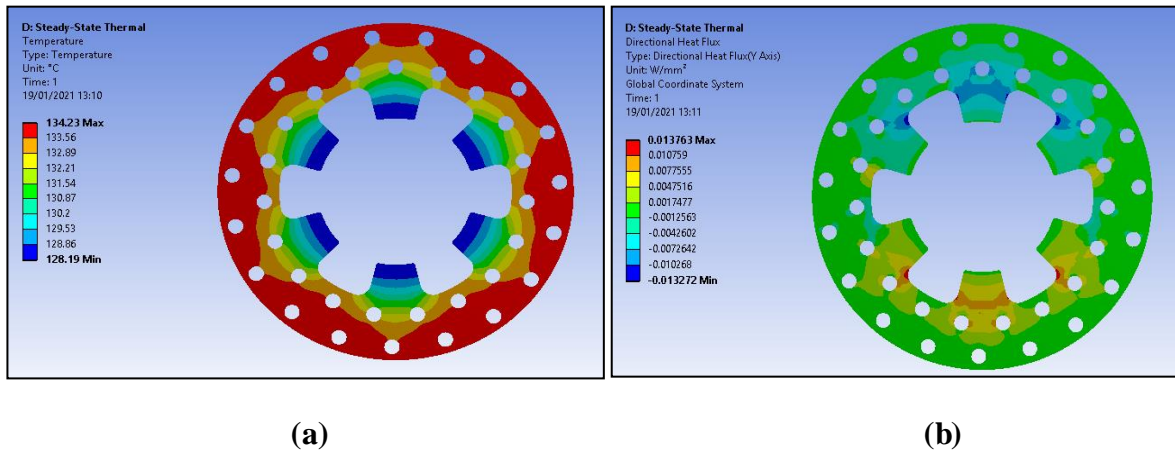 D: Steady-State Thermal
Temperature
Type: Temperature
Unit: °C
Time: 1
19/01/2021 13:10
134.23 Max
133.56
132.89
132.21
131.54
130.87
130.2
129.53
128.86
128.19 Min
D: Steady-State Thermal
Directional Heat Flux
Type: Directional Heat Flux(Y Axis)
Unit: W/mm²
Global Coordinate System
Time: 1
19/01/2021 13:11
0.013763 Max
0.010759
0.0077555
0.0047516
0.0017477
-0.0012563
-0.0042602
-0.0072642
-0.010268
-0.013272 Min
(a)
(b)